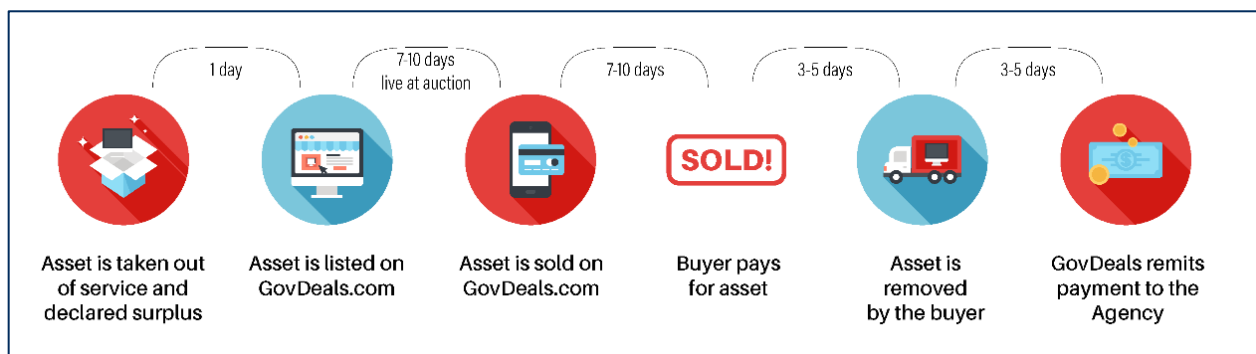 1 day
7-10 days
live at auction
7-10 days
3-5 days
3-5 days
SOLD!
Asset is taken out
of service and
declared surplus
Asset is listed on
GovDeals.com
Asset is sold on
GovDeals.com
Buyer pays
for asset
Asset is
removed
by the buyer
GovDeals remits
payment to the
Agency